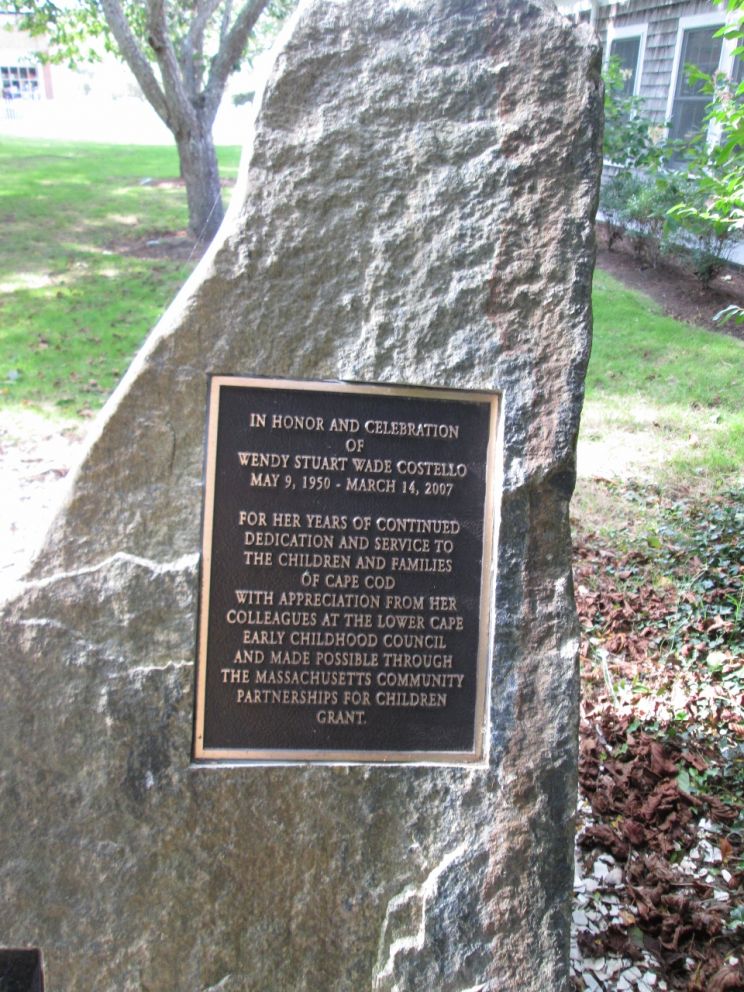 IN HONOR AND CELEBRATION
OF
WENDY STUART WADE COSTELLO
MAY 9, 1950 - MARCH 14, 2007
FOR HER YEARS OF CONTINUED
DEDICATION AND SERVICE TO
THE CHILDREN AND FAMILIES
OF CAPE COD
WITH APPRECIATION FROM HER
COLLEAGUES AT THE LOWER CAPE
EARLY CHILDHOOD COUNCIL
AND MADE POSSIBLE THROUGH
THE MASSACHUSETTS COMMUNITY
PARTNERSHIPS FOR CHILDREN
GRANT.